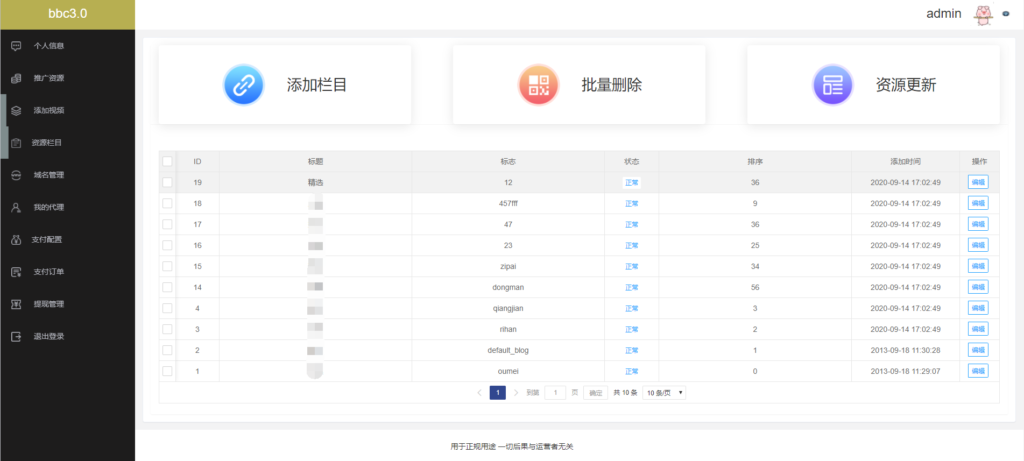 bbc3.0
admin
个人信息
推广资源
添加视频
资源栏目
域名管理
我的代理
支付配置
支付订单
提现管理
退出登录
添加栏目
批量删除
资源更新
ID 标题 标志 状态 排序 添加时间 操作
19 精选 12 正常 36 2020-09-14 17:02:49 编辑
18 457fff 正常 9 2020-09-14 17:02:49 编辑
17 47 正常 36 2020-09-14 17:02:49 编辑
16 23 正常 25 2020-09-14 17:02:49 编辑
15 zipai 正常 34 2020-09-14 17:02:49 编辑
14 dongman 正常 56 2020-09-14 17:02:49 编辑
4 qiangjian 正常 3 2020-09-14 17:02:49 编辑
3 rihan 正常 2 2020-09-14 17:02:49 编辑
2 default_blog 正常 1 2013-09-18 11:30:28 编辑
1 oumei 正常 0 2013-09-18 11:29:07 编辑
1 到第 1 页 确定 共 10 条 10 条/页
用于正规用途 一切后果与运营者无关